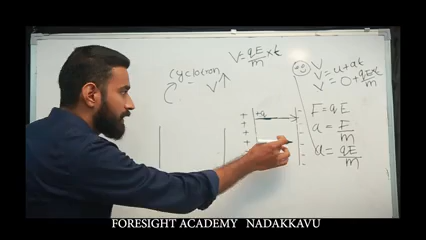 V = qE/m × t
cyclotron
V
V
V = u + at
V = 0 + qE/m × t
+q
F = qE
a = F/m
a = qE/m
FORESIGHT ACADEMY NADAKKAVU